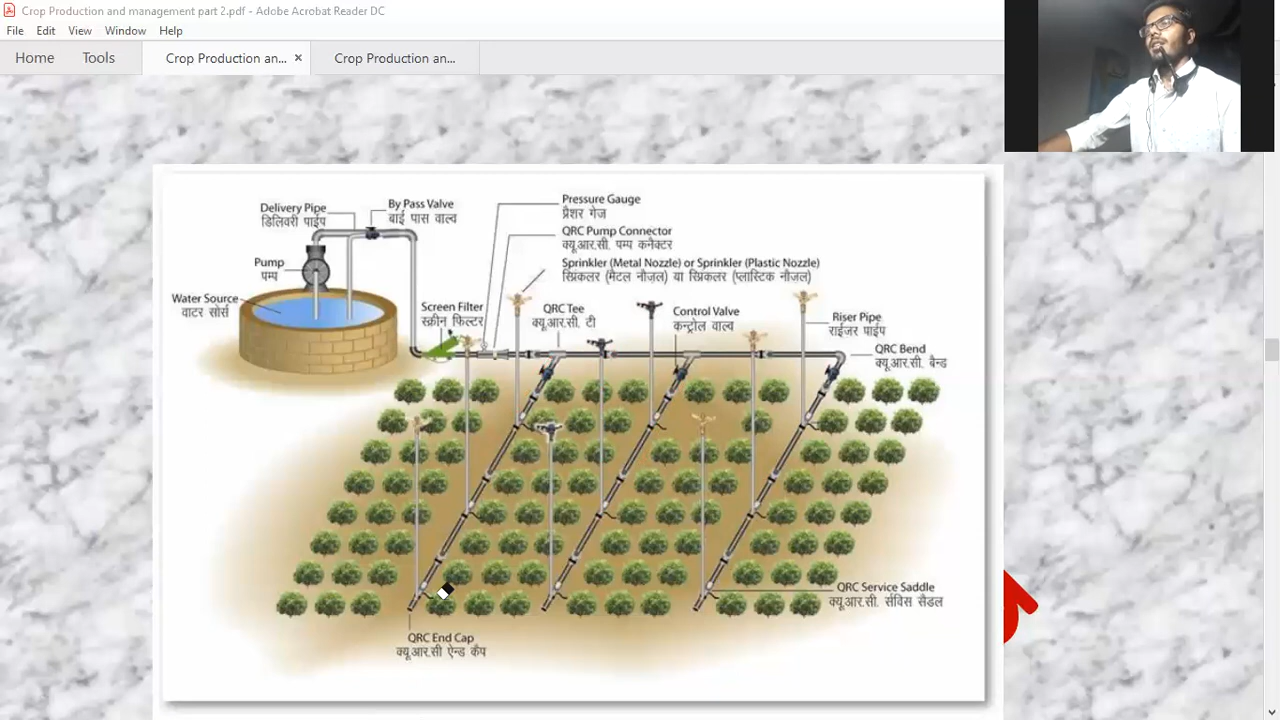 Crop Production and management part 2.pdf - Adobe Acrobat Reader DC
File Edit View Window Help
Home Tools Crop Production an... × Crop Production an...
Delivery Pipe
डिलिवरी पाईप
By Pass Valve
बाई पास वाल्व
Pressure Gauge
प्रैशर गेज
QRC Pump Connector
क्यू.आर.सी. पम्प कनैक्टर
Pump
पम्प
Sprinkler (Metal Nozzle) or Sprinkler (Plastic Nozzle)
स्प्रिंकलर (मैटल नौज़ल) या स्प्रिंकलर (प्लास्टिक नौज़ल)
Water Source
वाटर सोर्स
Screen Filter
स्क्रीन फिल्टर
QRC Tee
क्यू.आर.सी. टी
Control Valve
कन्ट्रोल वाल्व
Riser Pipe
राईजर पाईप
QRC Bend
क्यू.आर.सी. बैन्ड
QRC Service Saddle
क्यू.आर.सी. सर्विस सैडल
QRC End Cap
क्यू.आर.सी ऐन्ड कैप